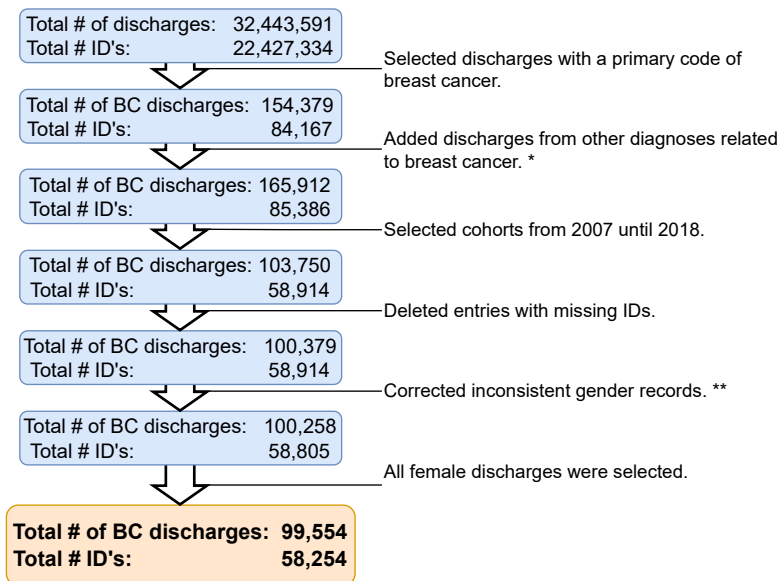 Total # of discharges: 32,443,591
Total # ID's: 22,427,334
Selected discharges with a primary code of
breast cancer.
Total # of BC discharges: 154,379
Total # ID's: 84,167
Added discharges from other diagnoses related
to breast cancer. *
Total # of BC discharges: 165,912
Total # ID's: 85,386
Selected cohorts from 2007 until 2018.
Total # of BC discharges: 103,750
Total # ID's: 58,914
Deleted entries with missing IDs.
Total # of BC discharges: 100,379
Total # ID's: 58,914
Corrected inconsistent gender records. **
Total # of BC discharges: 100,258
Total # ID's: 58,805
All female discharges were selected.
Total # of BC discharges: 99,554
Total # ID's: 58,254